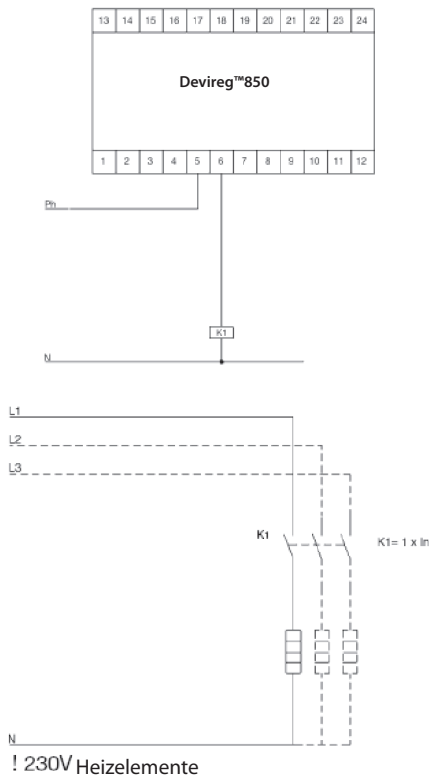 13 14 15 16 17 18 19 20 21 22 23 24
Devireg™850
1 2 3 4 5 6 7 8 9 10 11 12
Ph
K1
N
L1
L2
L3
K1 K1= 1 x In
N
! 230V Heizelemente